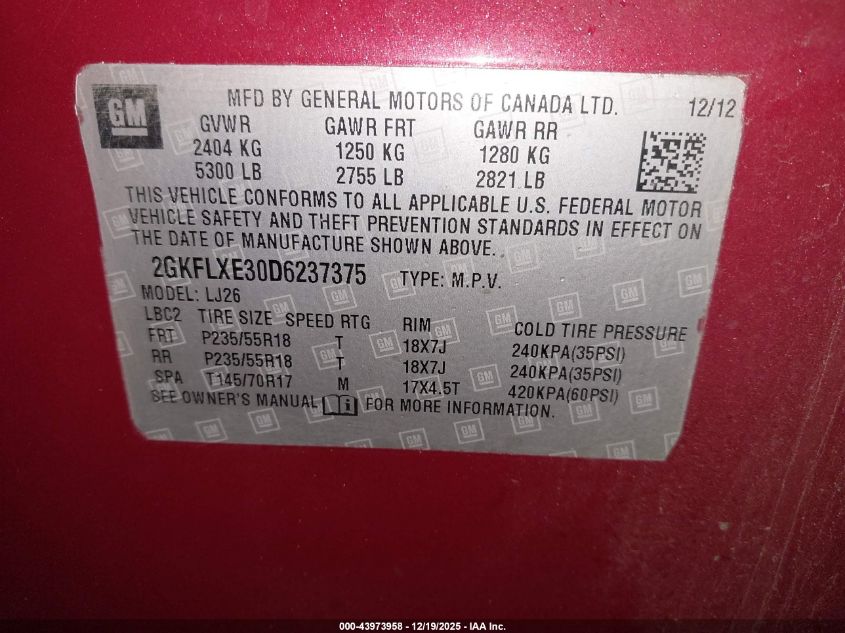 GM MFD BY GENERAL MOTORS OF CANADA LTD. 12/12
GVWR GAWR FRT GAWR RR
2404 KG 1250 KG 1280 KG
5300 LB 2755 LB 2821 LB
THIS VEHICLE CONFORMS TO ALL APPLICABLE U.S. FEDERAL MOTOR
VEHICLE SAFETY AND THEFT PREVENTION STANDARDS IN EFFECT ON
THE DATE OF MANUFACTURE SHOWN ABOVE.
2GKFLXE30D6237375 TYPE: M.P.V.
MODEL: LJ26
LBC2 TIRE SIZE SPEED RTG RIM COLD TIRE PRESSURE
FRT P235/55R18 T 18X7J 240KPA(35PSI)
RR P235/55R18 T 18X7J 240KPA(35PSI)
SPA T145/70R17 M 17X4.5T 420KPA(60PSI)
SEE OWNER'S MANUAL FOR MORE INFORMATION.
000-43973958 - 12/19/2025 - IAA Inc.